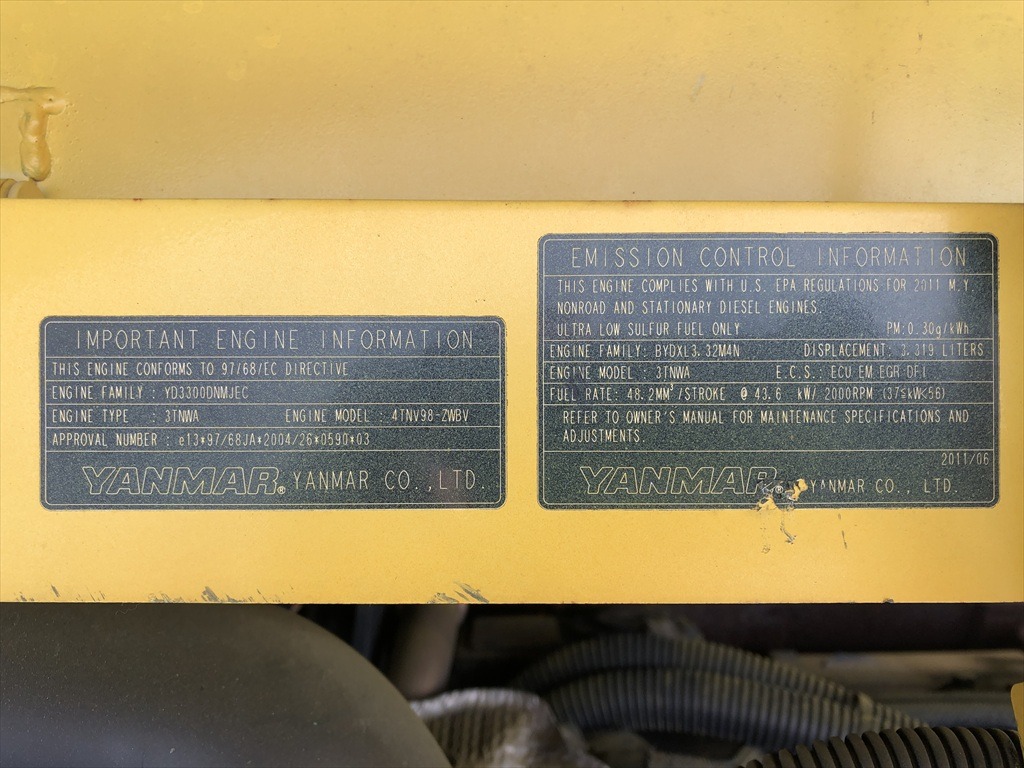 IMPORTANT ENGINE INFORMATION
THIS ENGINE CONFORMS TO 97/68/EC DIRECTIVE
ENGINE FAMILY : YD3300DNMJEC
ENGINE TYPE : 3TNWA ENGINE MODEL : 4TNV98-ZWBV
APPROVAL NUMBER : e13*97/68JA*2004/26*0590*03
YANMAR® YANMAR CO.,LTD.
EMISSION CONTROL INFORMATION
THIS ENGINE COMPLIES WITH U.S. EPA REGULATIONS FOR 2011 M.Y.
NONROAD AND STATIONARY DIESEL ENGINES.
ULTRA LOW SULFUR FUEL ONLY PM:0.30g/kWh
ENGINE FAMILY: BYDXL3.32M4N DISPLACEMENT: 3.319 LITERS
ENGINE MODEL : 3TNWA E.C.S. : ECU EM EGR DFI
FUEL RATE: 48.2MM³/STROKE @ 43.6 kW/ 2000RPM (37≤kW<56)
REFER TO OWNER'S MANUAL FOR MAINTENANCE SPECIFICATIONS AND
ADJUSTMENTS.
2011/06
YANMAR® YANMAR CO., LTD.